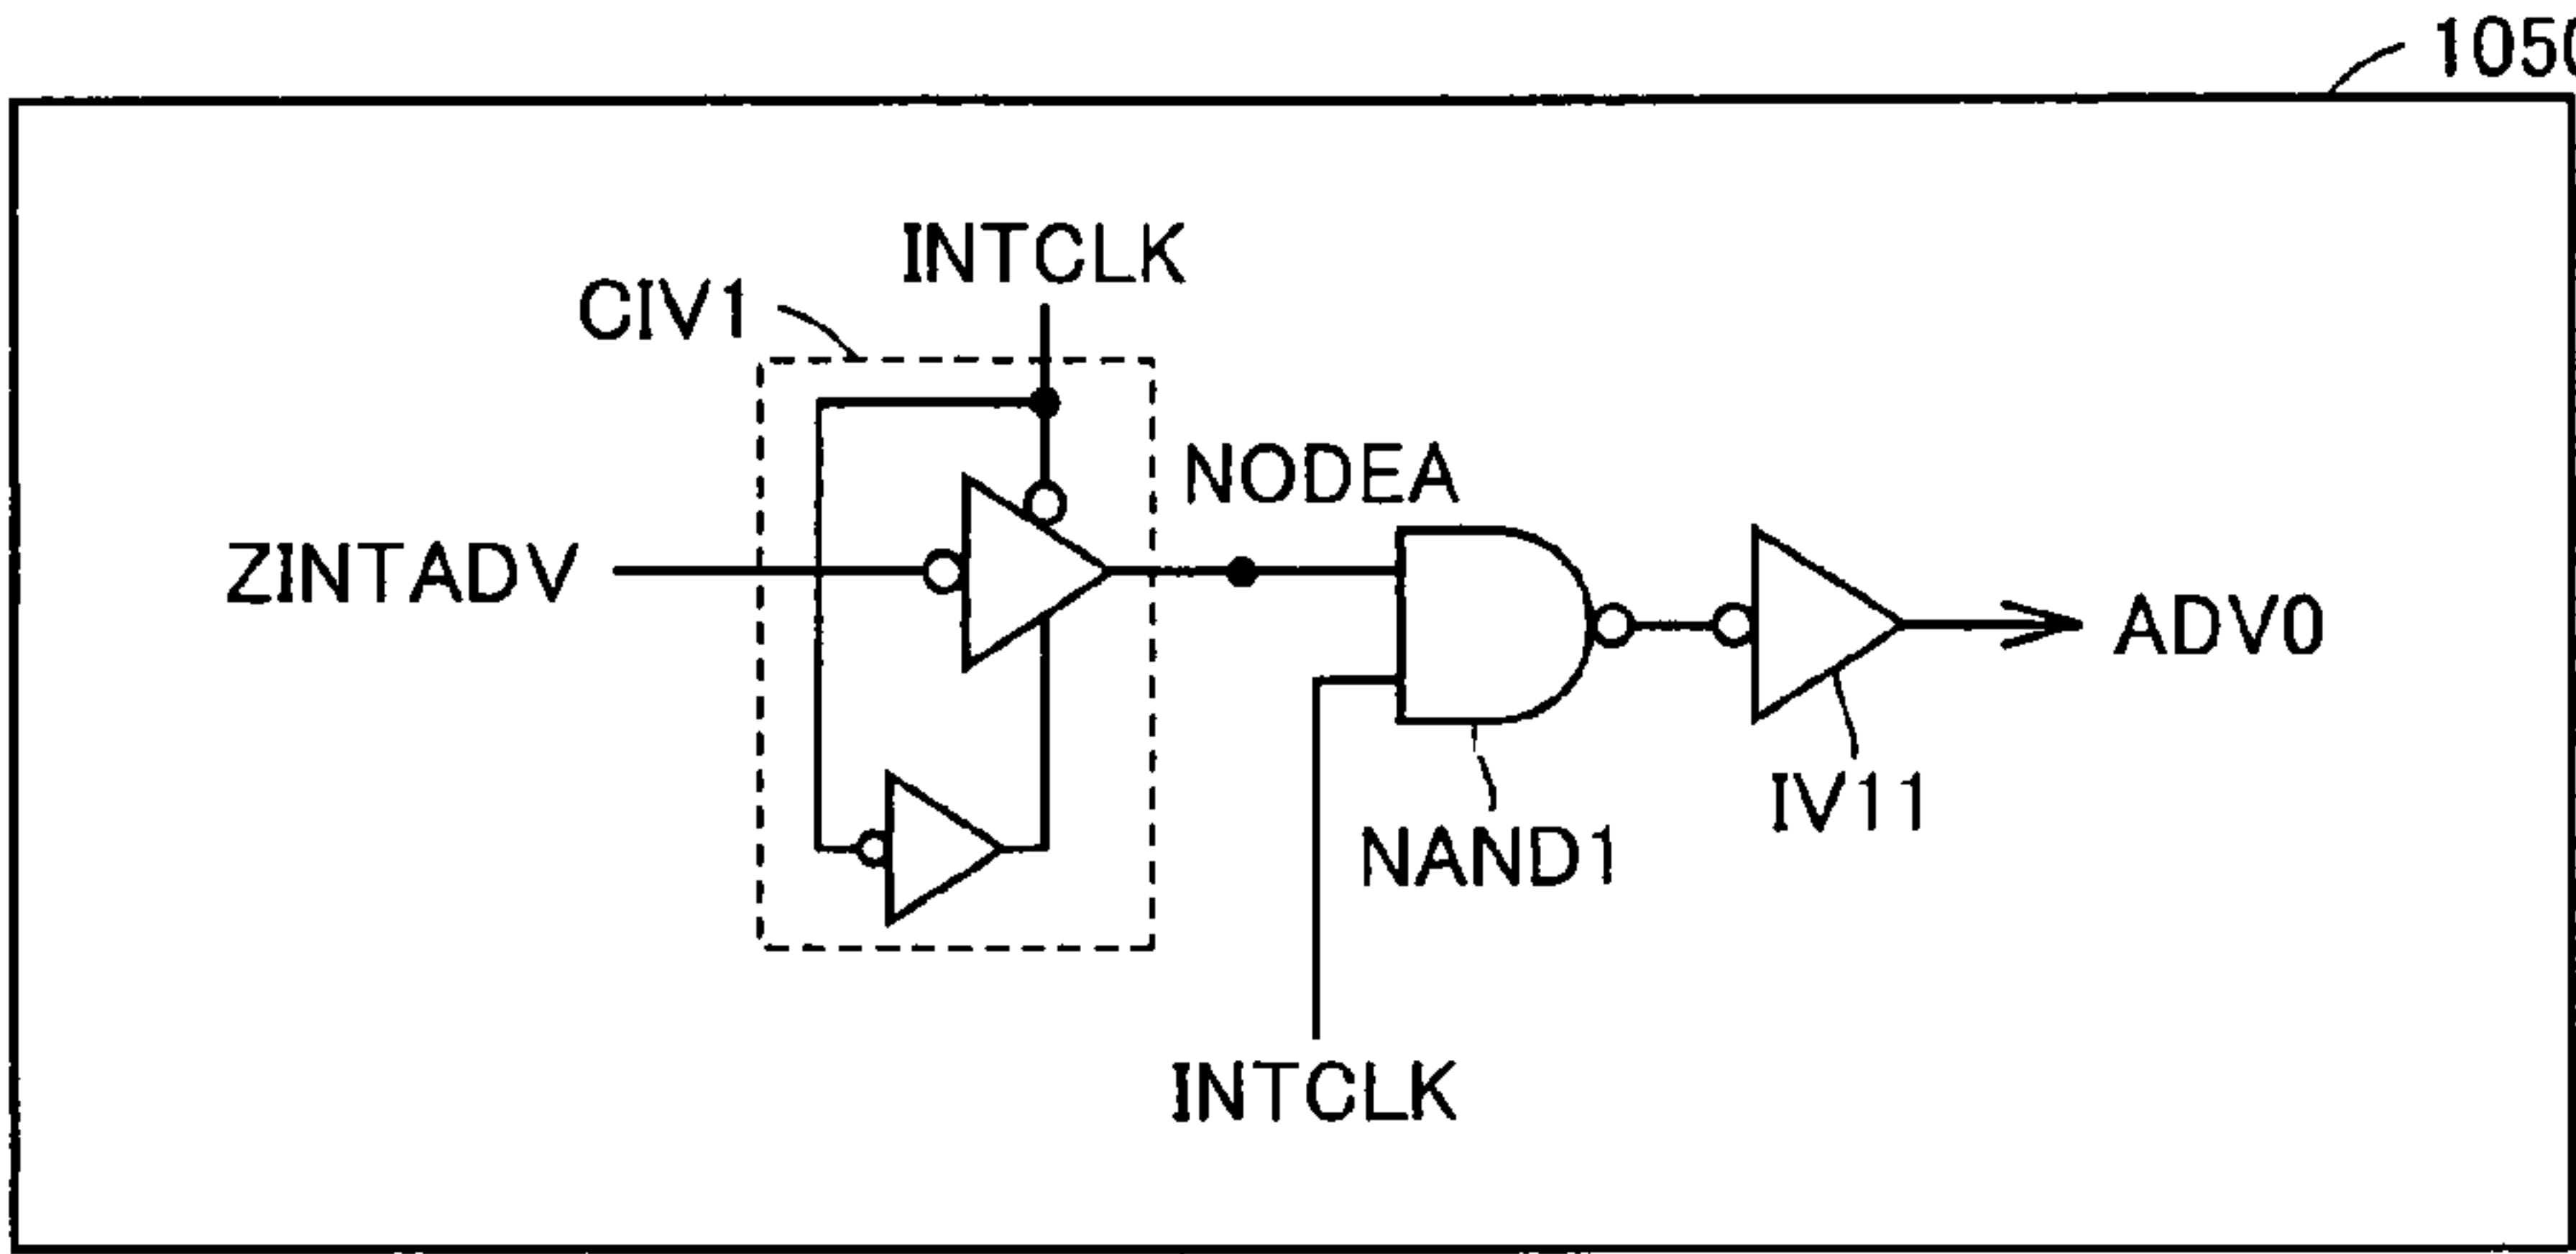 1050
INTCLK
CIV1
NODEA
ZINTADV
ADV0
IV11
NAND1
INTCLK